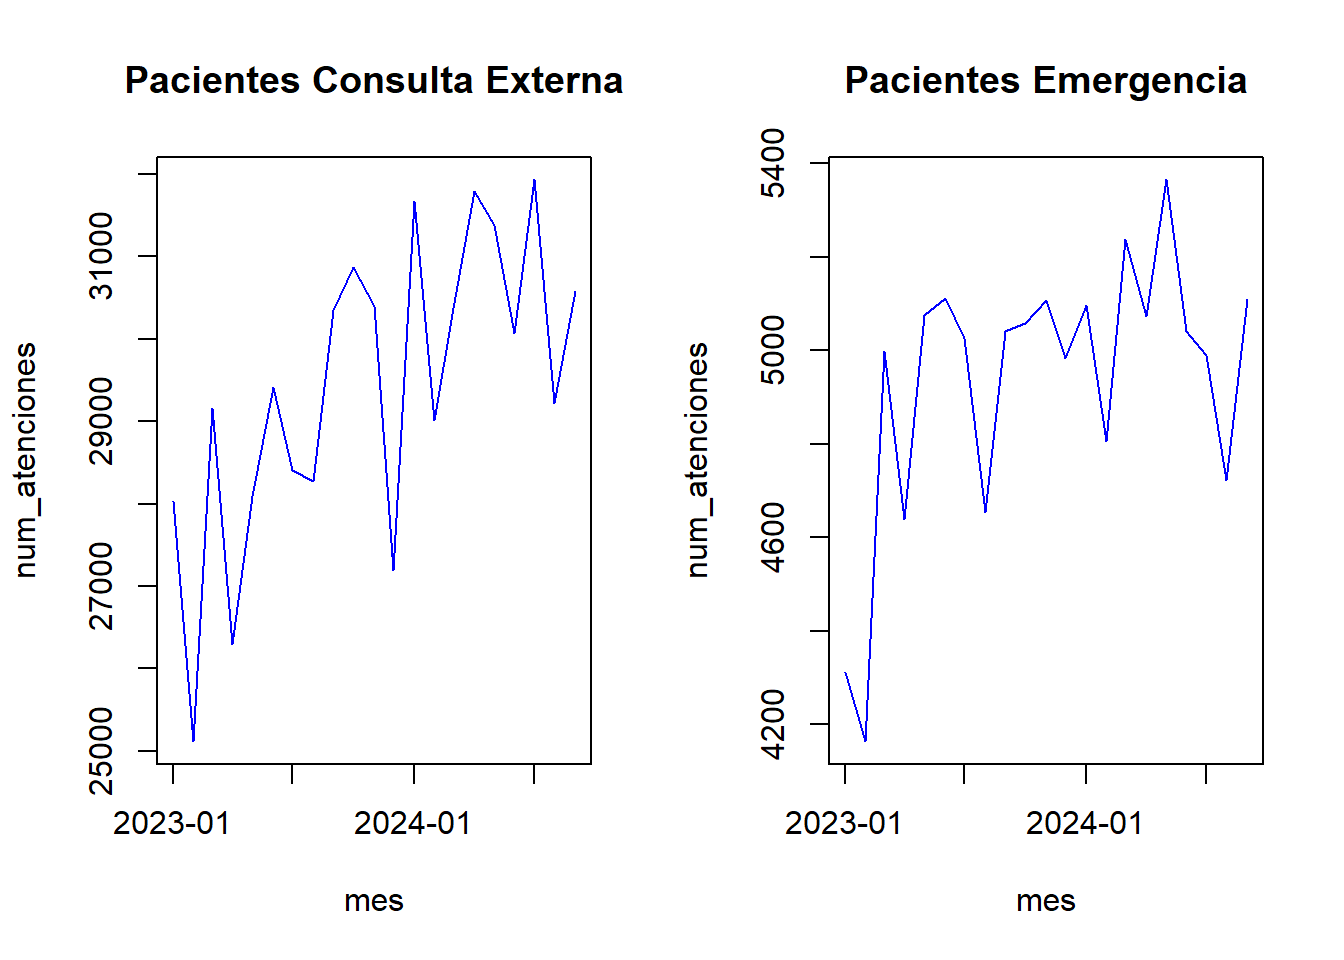 Pacientes Consulta Externa
num_atenciones
31000
29000
27000
25000
2023-01
2024-01
mes
Pacientes Emergencia
num_atenciones
5400
5000
4600
4200
2023-01
2024-01
mes